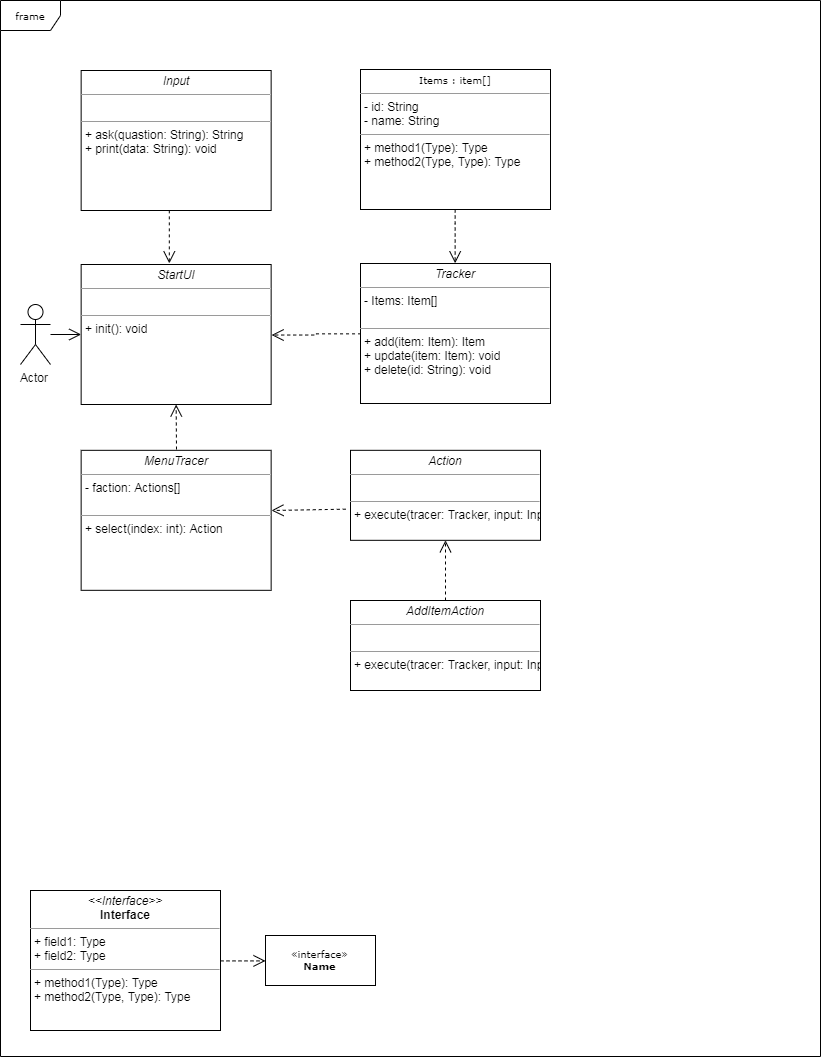 frame
Input
+ ask(quastion: String): String
+ print(data: String): void
Items : item[]
- id: String
- name: String
+ method1(Type): Type
+ method2(Type, Type): Type
StartUI
+ init(): void
Tracker
- Items: Item[]
+ add(item: Item): Item
+ update(item: Item): void
+ delete(id: String): void
Actor
MenuTracer
- faction: Actions[]
+ select(index: int): Action
Action
+ execute(tracer: Tracker, input: Inp
AddItemAction
+ execute(tracer: Tracker, input: Inp
<<Interface>>
Interface
+ field1: Type
+ field2: Type
+ method1(Type): Type
+ method2(Type, Type): Type
«interface»
Name